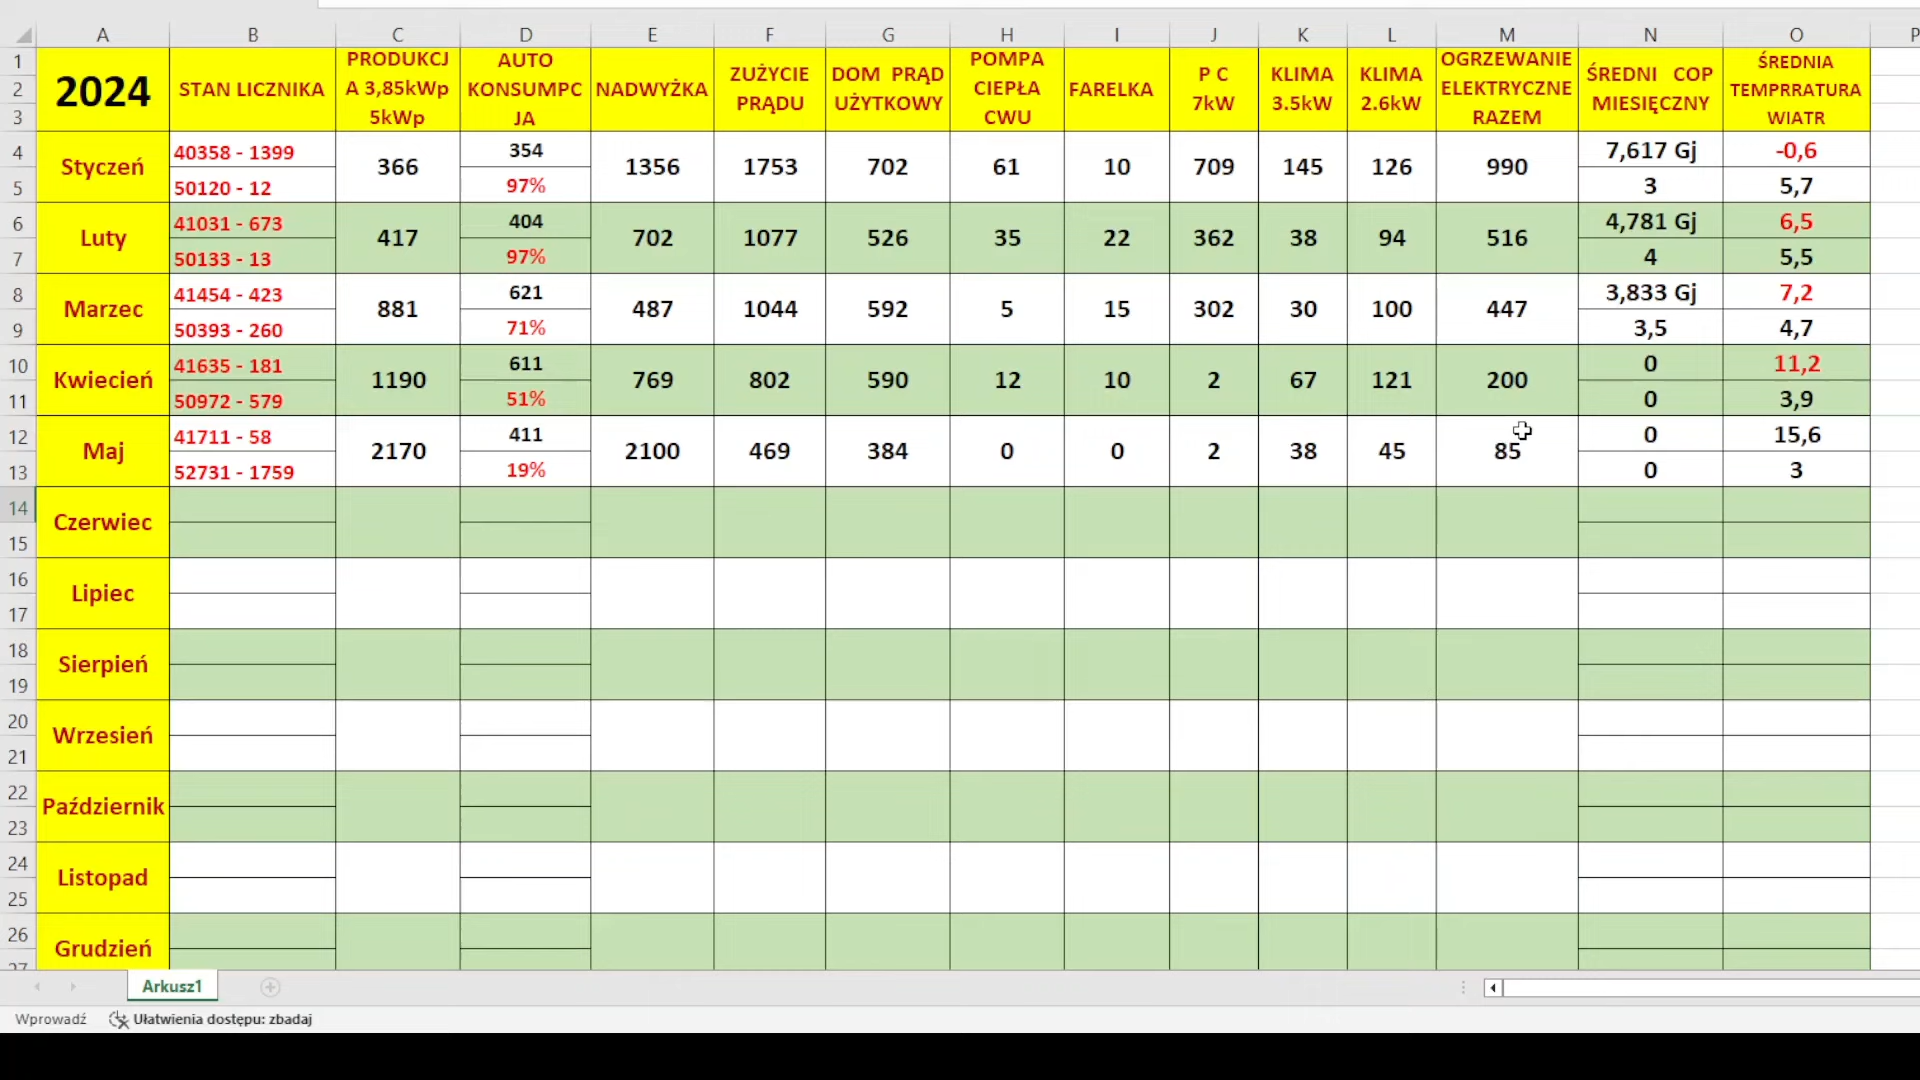 A B C D E F G H I J K L M N O P
1 2 3
2024
STAN LICZNIKA
PRODUKCJ
A 3,85kWp
5kWp
AUTO
KONSUMPC
JA
NADWYŻKA
ZUŻYCIE
PRĄDU
DOM PRĄD
UŻYTKOWY
POMPA
CIEPŁA
CWU
FARELKA
P C
7kW
KLIMA
3.5kW
KLIMA
2.6kW
OGRZEWANIE
ELEKTRYCZNE
RAZEM
ŚREDNI COP
MIESIĘCZNY
ŚREDNIA
TEMPRRATURA
WIATR
4 5
Styczeń
40358 - 1399
50120 - 12
366
354
97%
1356 1753 702 61 10 709 145 126 990
7,617 Gj
3
-0,6
5,7
6 7
Luty
41031 - 673
50133 - 13
417
404
97%
702 1077 526 35 22 362 38 94 516
4,781 Gj
4
6,5
5,5
8 9
Marzec
41454 - 423
50393 - 260
881
621
71%
487 1044 592 5 15 302 30 100 447
3,833 Gj
3,5
7,2
4,7
10 11
Kwiecień
41635 - 181
50972 - 579
1190
611
51%
769 802 590 12 10 2 67 121 200
0
0
11,2
3,9
12 13
Maj
41711 - 58
52731 - 1759
2170
411
19%
2100 469 384 0 0 2 38 45 85
0
0
15,6
3
14 15
Czerwiec
16 17
Lipiec
18 19
Sierpień
20 21
Wrzesień
22 23
Październik
24 25
Listopad
26 27
Grudzień
Arkusz1
Wprowadź Ułatwienia dostępu: zbadaj